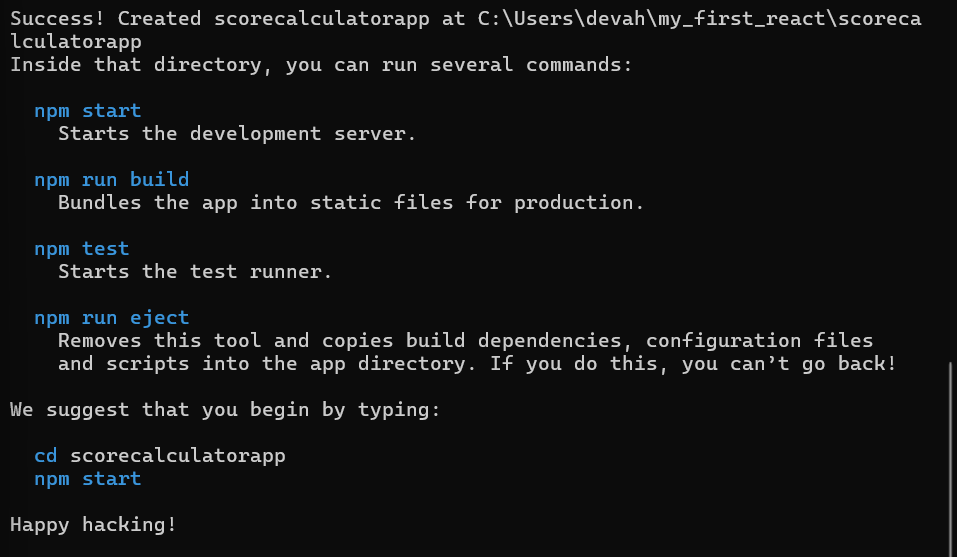 Success! Created scorecalculatorapp at C:\Users\devah\my_first_react\scoreca
lculatorapp
Inside that directory, you can run several commands:
npm start
Starts the development server.
npm run build
Bundles the app into static files for production.
npm test
Starts the test runner.
npm run eject
Removes this tool and copies build dependencies, configuration files
and scripts into the app directory. If you do this, you can’t go back!
We suggest that you begin by typing:
cd scorecalculatorapp
npm start
Happy hacking!